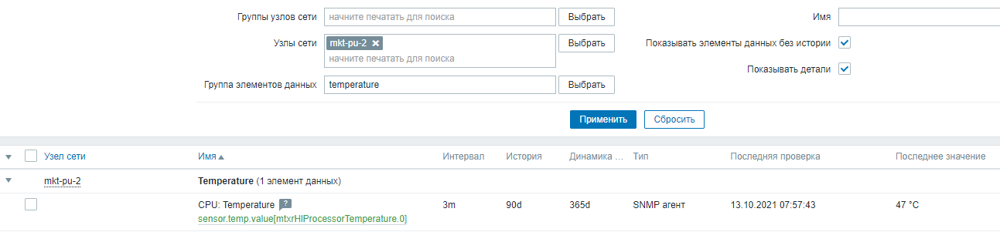 Группы узлов сети начните печатать для поиска Выбрать Имя
Узлы сети mkt-pu-2 Выбрать Показывать элементы данных без истории
начните печатать для поиска
Показывать детали
Группа элементов данных temperature Выбрать
Применить Сбросить
Узел сети Имя Интервал История Динамика ... Тип Последняя проверка Последнее значение
mkt-pu-2 Temperature (1 элемент данных)
CPU: Temperature ? 3m 90d 365d SNMP агент 13.10.2021 07:57:43 47 °C
sensor.temp.value[mtxrHlProcessorTemperature.0]